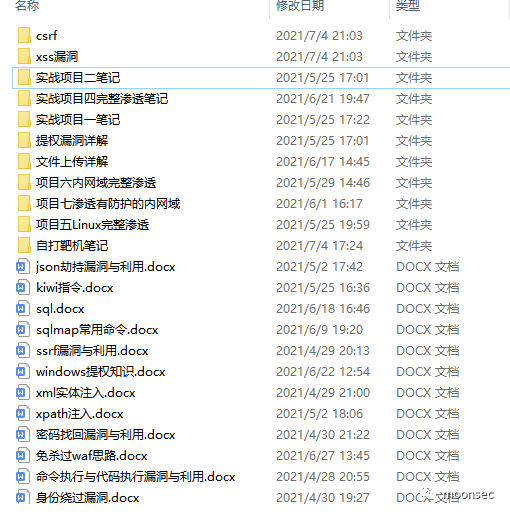 名称 修改日期 类型
csrf 2021/7/4 21:03 文件夹
xss漏洞 2021/7/4 21:03 文件夹
实战项目二笔记 2021/5/25 17:01 文件夹
实战项目四完整渗透笔记 2021/6/21 19:47 文件夹
实战项目一笔记 2021/5/25 17:22 文件夹
提权漏洞详解 2021/5/25 17:01 文件夹
文件上传详解 2021/6/17 14:45 文件夹
项目六内网域完整渗透 2021/5/29 14:46 文件夹
项目七渗透有防护的内网域 2021/6/1 16:17 文件夹
项目五Linux完整渗透 2021/5/25 19:59 文件夹
自打靶机笔记 2021/7/4 17:24 文件夹
json劫持漏洞与利用.docx 2021/5/2 17:42 DOCX 文档
kiwi指令.docx 2021/5/25 16:36 DOCX 文档
sql.docx 2021/6/18 16:46 DOCX 文档
sqlmap常用命令.docx 2021/6/9 19:20 DOCX 文档
ssrf漏洞与利用.docx 2021/4/29 20:13 DOCX 文档
windows提权知识.docx 2021/6/22 12:54 DOCX 文档
xml实体注入.docx 2021/4/29 21:00 DOCX 文档
xpath注入.docx 2021/5/2 18:06 DOCX 文档
密码找回漏洞与利用.docx 2021/4/30 21:22 DOCX 文档
免杀过waf思路.docx 2021/6/27 13:45 DOCX 文档
命令执行与代码执行漏洞与利用.docx 2021/4/28 20:55 DOCX 文档
身份绕过漏洞.docx 2021/4/30 19:27 DOCX 文档
moonsec